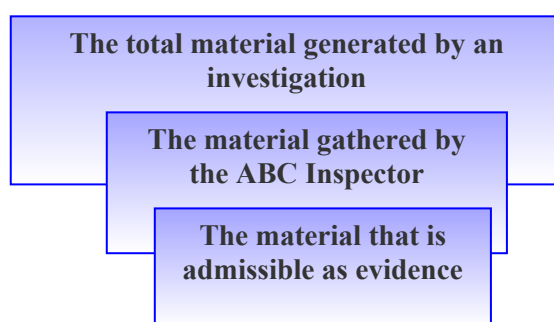 The total material generated by an
investigation
The material gathered by
the ABC Inspector
The material that is
admissible as evidence